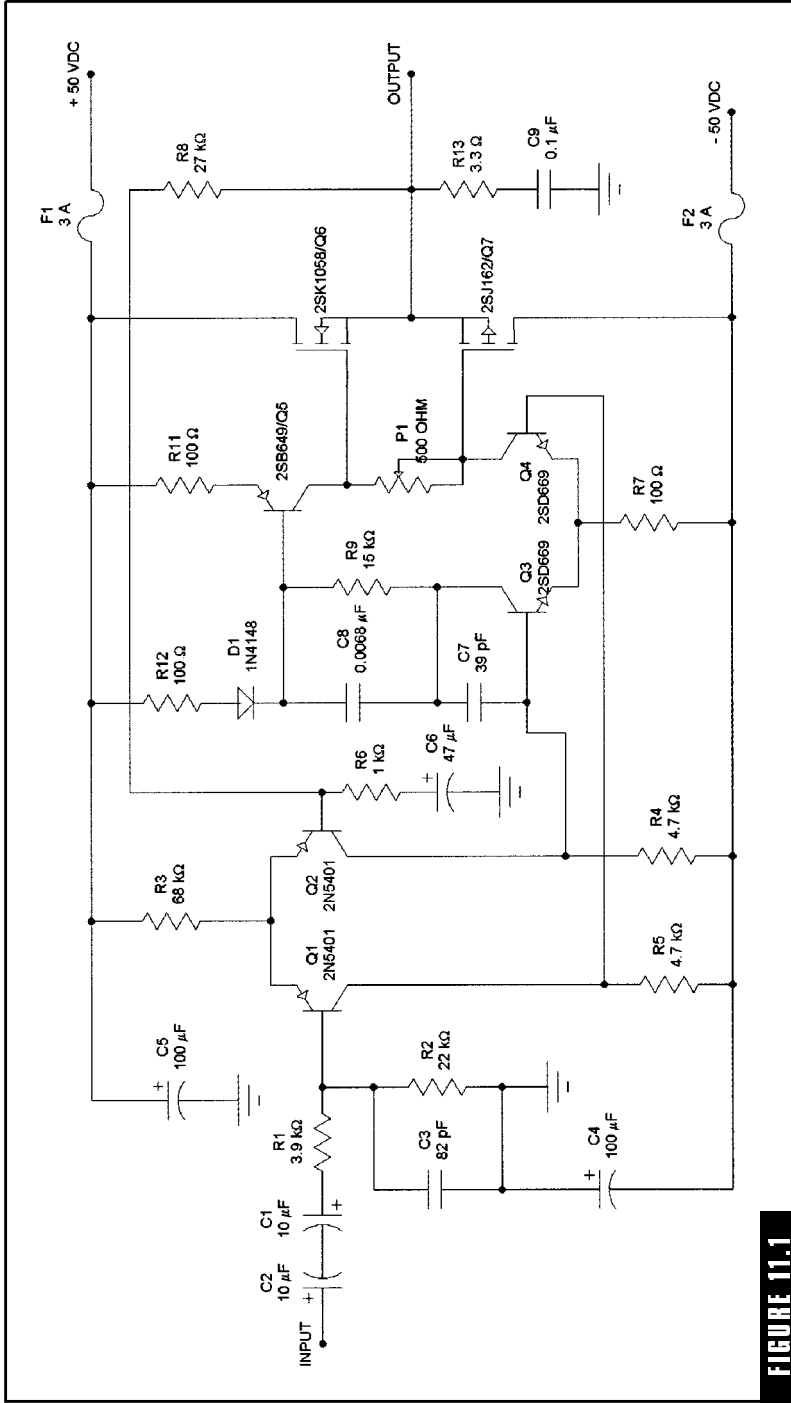 + 50 VDC
F1
3 A
R8
27 kΩ
OUTPUT
R13
3.3 Ω
C9
0.1 µF
- 50 VDC
F2
3 A
2SK1058/Q6
2SJ162/Q7
R11
100 Ω
2SB649/Q5
P1
500 OHM
Q4
2SD669
R7
100 Ω
R12
100 Ω
D1
1N4148
R9
15 kΩ
C8
0.0068 µF
Q3
2SD669
C7
39 pF
R6
1 kΩ
C6
47 µF
+
R3
68 kΩ
Q2
2N5401
Q1
2N5401
R4
4.7 kΩ
R5
4.7 kΩ
C5
100 µF
+
R1
3.9 kΩ
R2
22 kΩ
C3
82 pF
C4
100 µF
+
C1
10 µF
+
C2
10 µF
+
INPUT
FIGURE 11.1